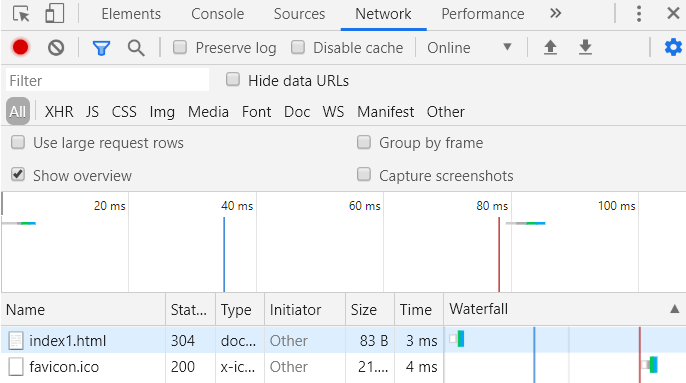 Elements Console Sources Network Performance »
Preserve log Disable cache Online
Filter Hide data URLs
All XHR JS CSS Img Media Font Doc WS Manifest Other
Use large request rows Group by frame
Show overview Capture screenshots
20 ms 40 ms 60 ms 80 ms 100 ms
Name Stat... Type Initiator Size Time Waterfall
index1.html 304 doc... Other 83 B 3 ms
favicon.ico 200 x-ic... Other 21.... 4 ms